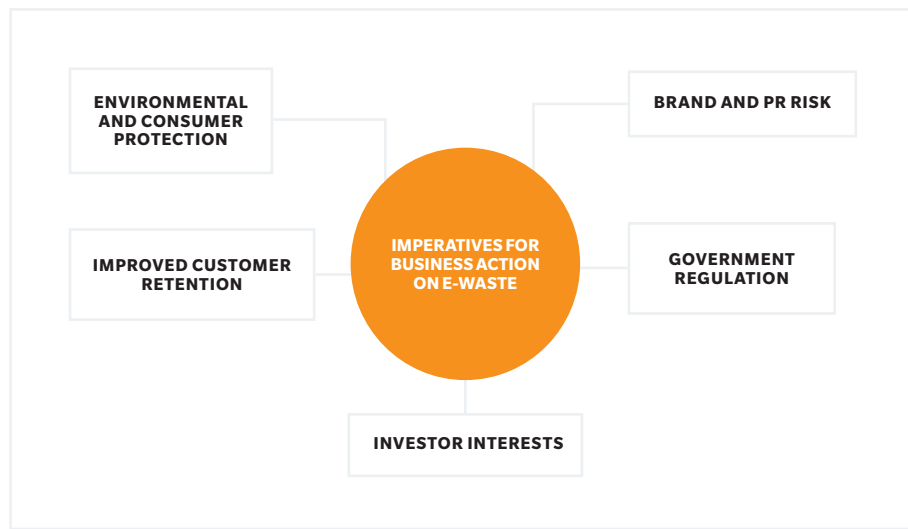 ENVIRONMENTAL
AND CONSUMER
PROTECTION
BRAND AND PR RISK
IMPERATIVES FOR
BUSINESS ACTION
ON E-WASTE
IMPROVED CUSTOMER
RETENTION
GOVERNMENT
REGULATION
INVESTOR INTERESTS